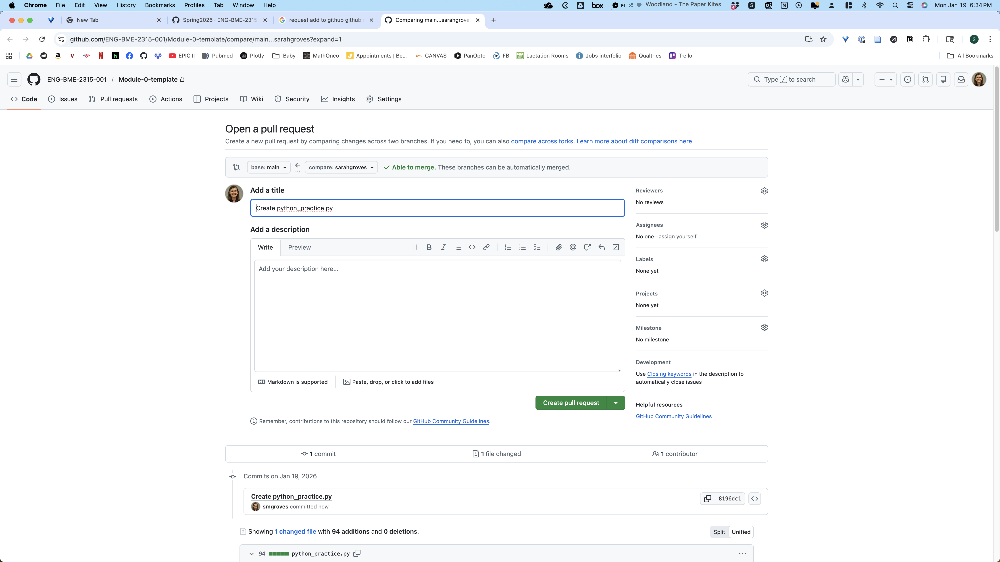 Chrome File Edit View History Bookmarks Profiles Tab Window Help box Woodland - The Paper Kites 4 S Mon Jan 19 6:34 PM
New Tab Spring2026 · ENG-BME-2315 request add to github github Comparing main...sarahgrove
github.com/ENG-BME-2315-001/Module-0-template/compare/main...sarahgroves?expand=1 S
MB a v N h EPIC II Pubmed Plotly Baby MathOnco Appointments | Be... UVA CANVAS PanOpto FB Lactation Rooms Jobs interfolio Qualtrics Trello All Bookmarks
ENG-BME-2315-001 / Module-0-template Type / to search
Code Issues Pull requests Actions Projects Wiki Security Insights Settings
Open a pull request
Create a new pull request by comparing changes across two branches. If you need to, you can also compare across forks. Learn more about diff comparisons here.
base: main ... compare: sarahgroves Able to merge. These branches can be automatically merged.
Add a title
Create python_practice.py
Add a description
Write Preview H B I
Add your description here...
Markdown is supported Paste, drop, or click to add files
Create pull request
Remember, contributions to this repository should follow our GitHub Community Guidelines.
Reviewers
No reviews
Assignees
No one—assign yourself
Labels
None yet
Projects
None yet
Milestone
No milestone
Development
Use Closing keywords in the description to
automatically close issues
Helpful resources
GitHub Community Guidelines
1 commit 1 file changed 1 contributor
Commits on Jan 19, 2026
Create python_practice.py
smgroves committed now
8196dc1
Showing 1 changed file with 94 additions and 0 deletions.
Split Unified
94 python_practice.py